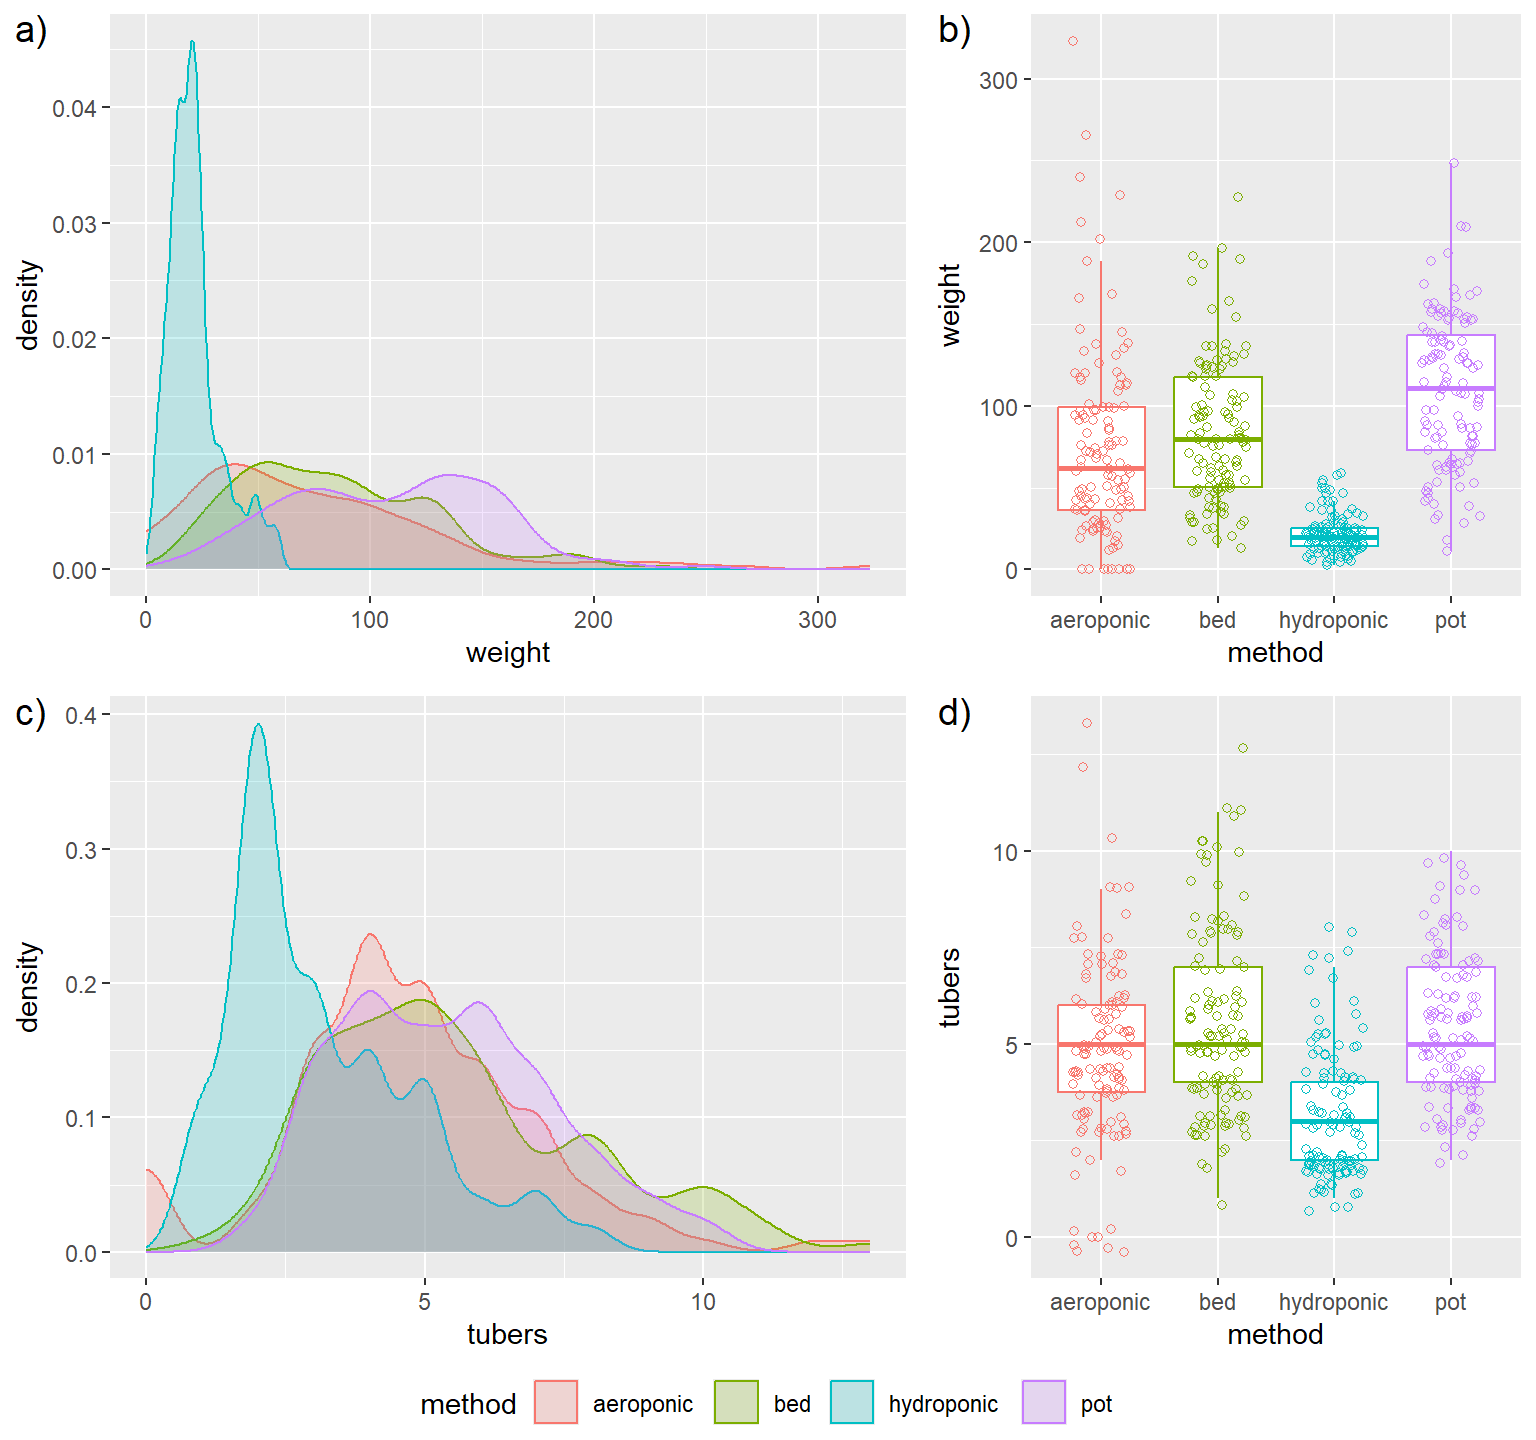 a)
density
0.04
0.03
0.02
0.01
0.00
0 100 200 300
weight
b)
weight
300
200
100
0
aeroponic bed hydroponic pot
method
c)
density
0.4
0.3
0.2
0.1
0.0
0 5 10
tubers
d)
tubers
10
5
0
aeroponic bed hydroponic pot
method
method aeroponic bed hydroponic pot